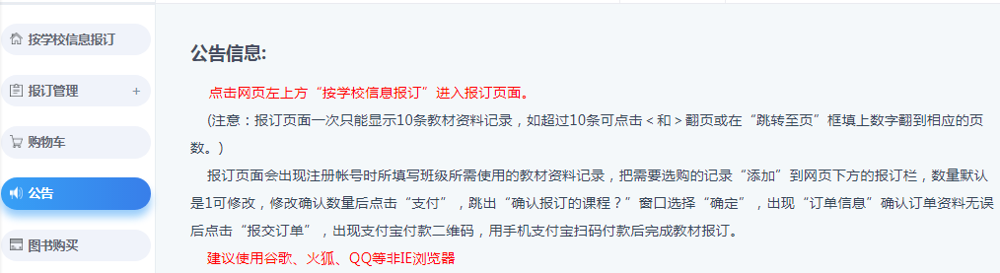 按学校信息报订
报订管理 +
购物车
公告
图书购买
公告信息:
点击网页左上方“按学校信息报订”进入报订页面。
(注意：报订页面一次只能显示10条教材资料记录，如超过10条可点击＜和＞翻页或在“跳转至页”框填上数字翻到相应的页
数。)
报订页面会出现注册帐号时所填写班级所需使用的教材资料记录，把需要选购的记录“添加”到网页下方的报订栏，数量默认
是1可修改，修改确认数量后点击“支付”，跳出“确认报订的课程？”窗口选择“确定”，出现“订单信息”确认订单资料无误
后点击“报交订单”，出现支付宝付款二维码，用手机支付宝扫码付款后完成教材报订。
建议使用谷歌、火狐、QQ等非IE浏览器